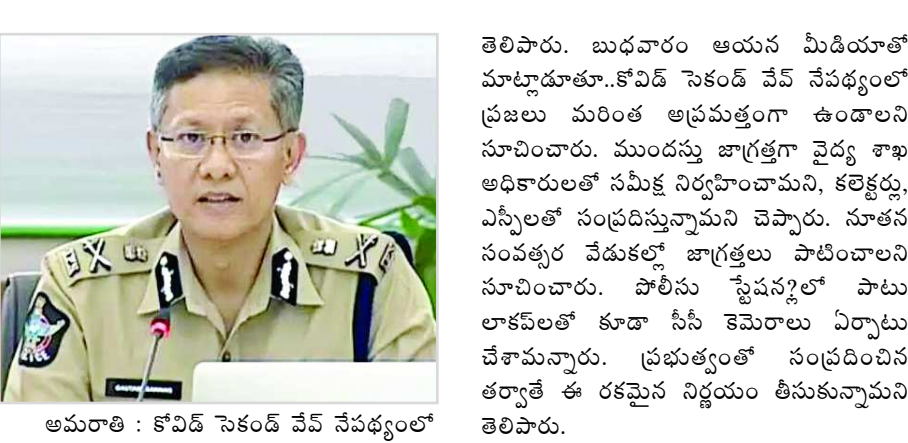 అమరాతి : కోవిడ్ సెకండ్ వేవ్ నేపథ్యంలో
తెలిపారు. బుధవారం ఆయన మీడియాతో
మాట్లాడూతూ..కోవిడ్ సెకండ్ వేవ్ నేపథ్యంలో
ప్రజలు మరింత అప్రమత్తంగా ఉండాలని
సూచించారు. ముందస్తు జాగ్రత్తగా వైద్య శాఖ
అధికారులతో సమీక్ష నిర్వహించామని, కలెక్టర్లు,
ఎస్పీలతో సంప్రదిస్తున్నామని చెప్పారు. నూతన
సంవత్సర వేడుకల్లో జాగ్రత్తలు పాటించాలని
సూచించారు. పోలీసు స్టేషన?్లలో పాటు
లాకప్‌లతో కూడా సీసీ కెమెరాలు ఏర్పాటు
చేశామన్నారు. ప్రభుత్వంతో సంప్రదించిన
తర్వాతే ఈ రకమైన నిర్ణయం తీసుకున్నామని
తెలిపారు.